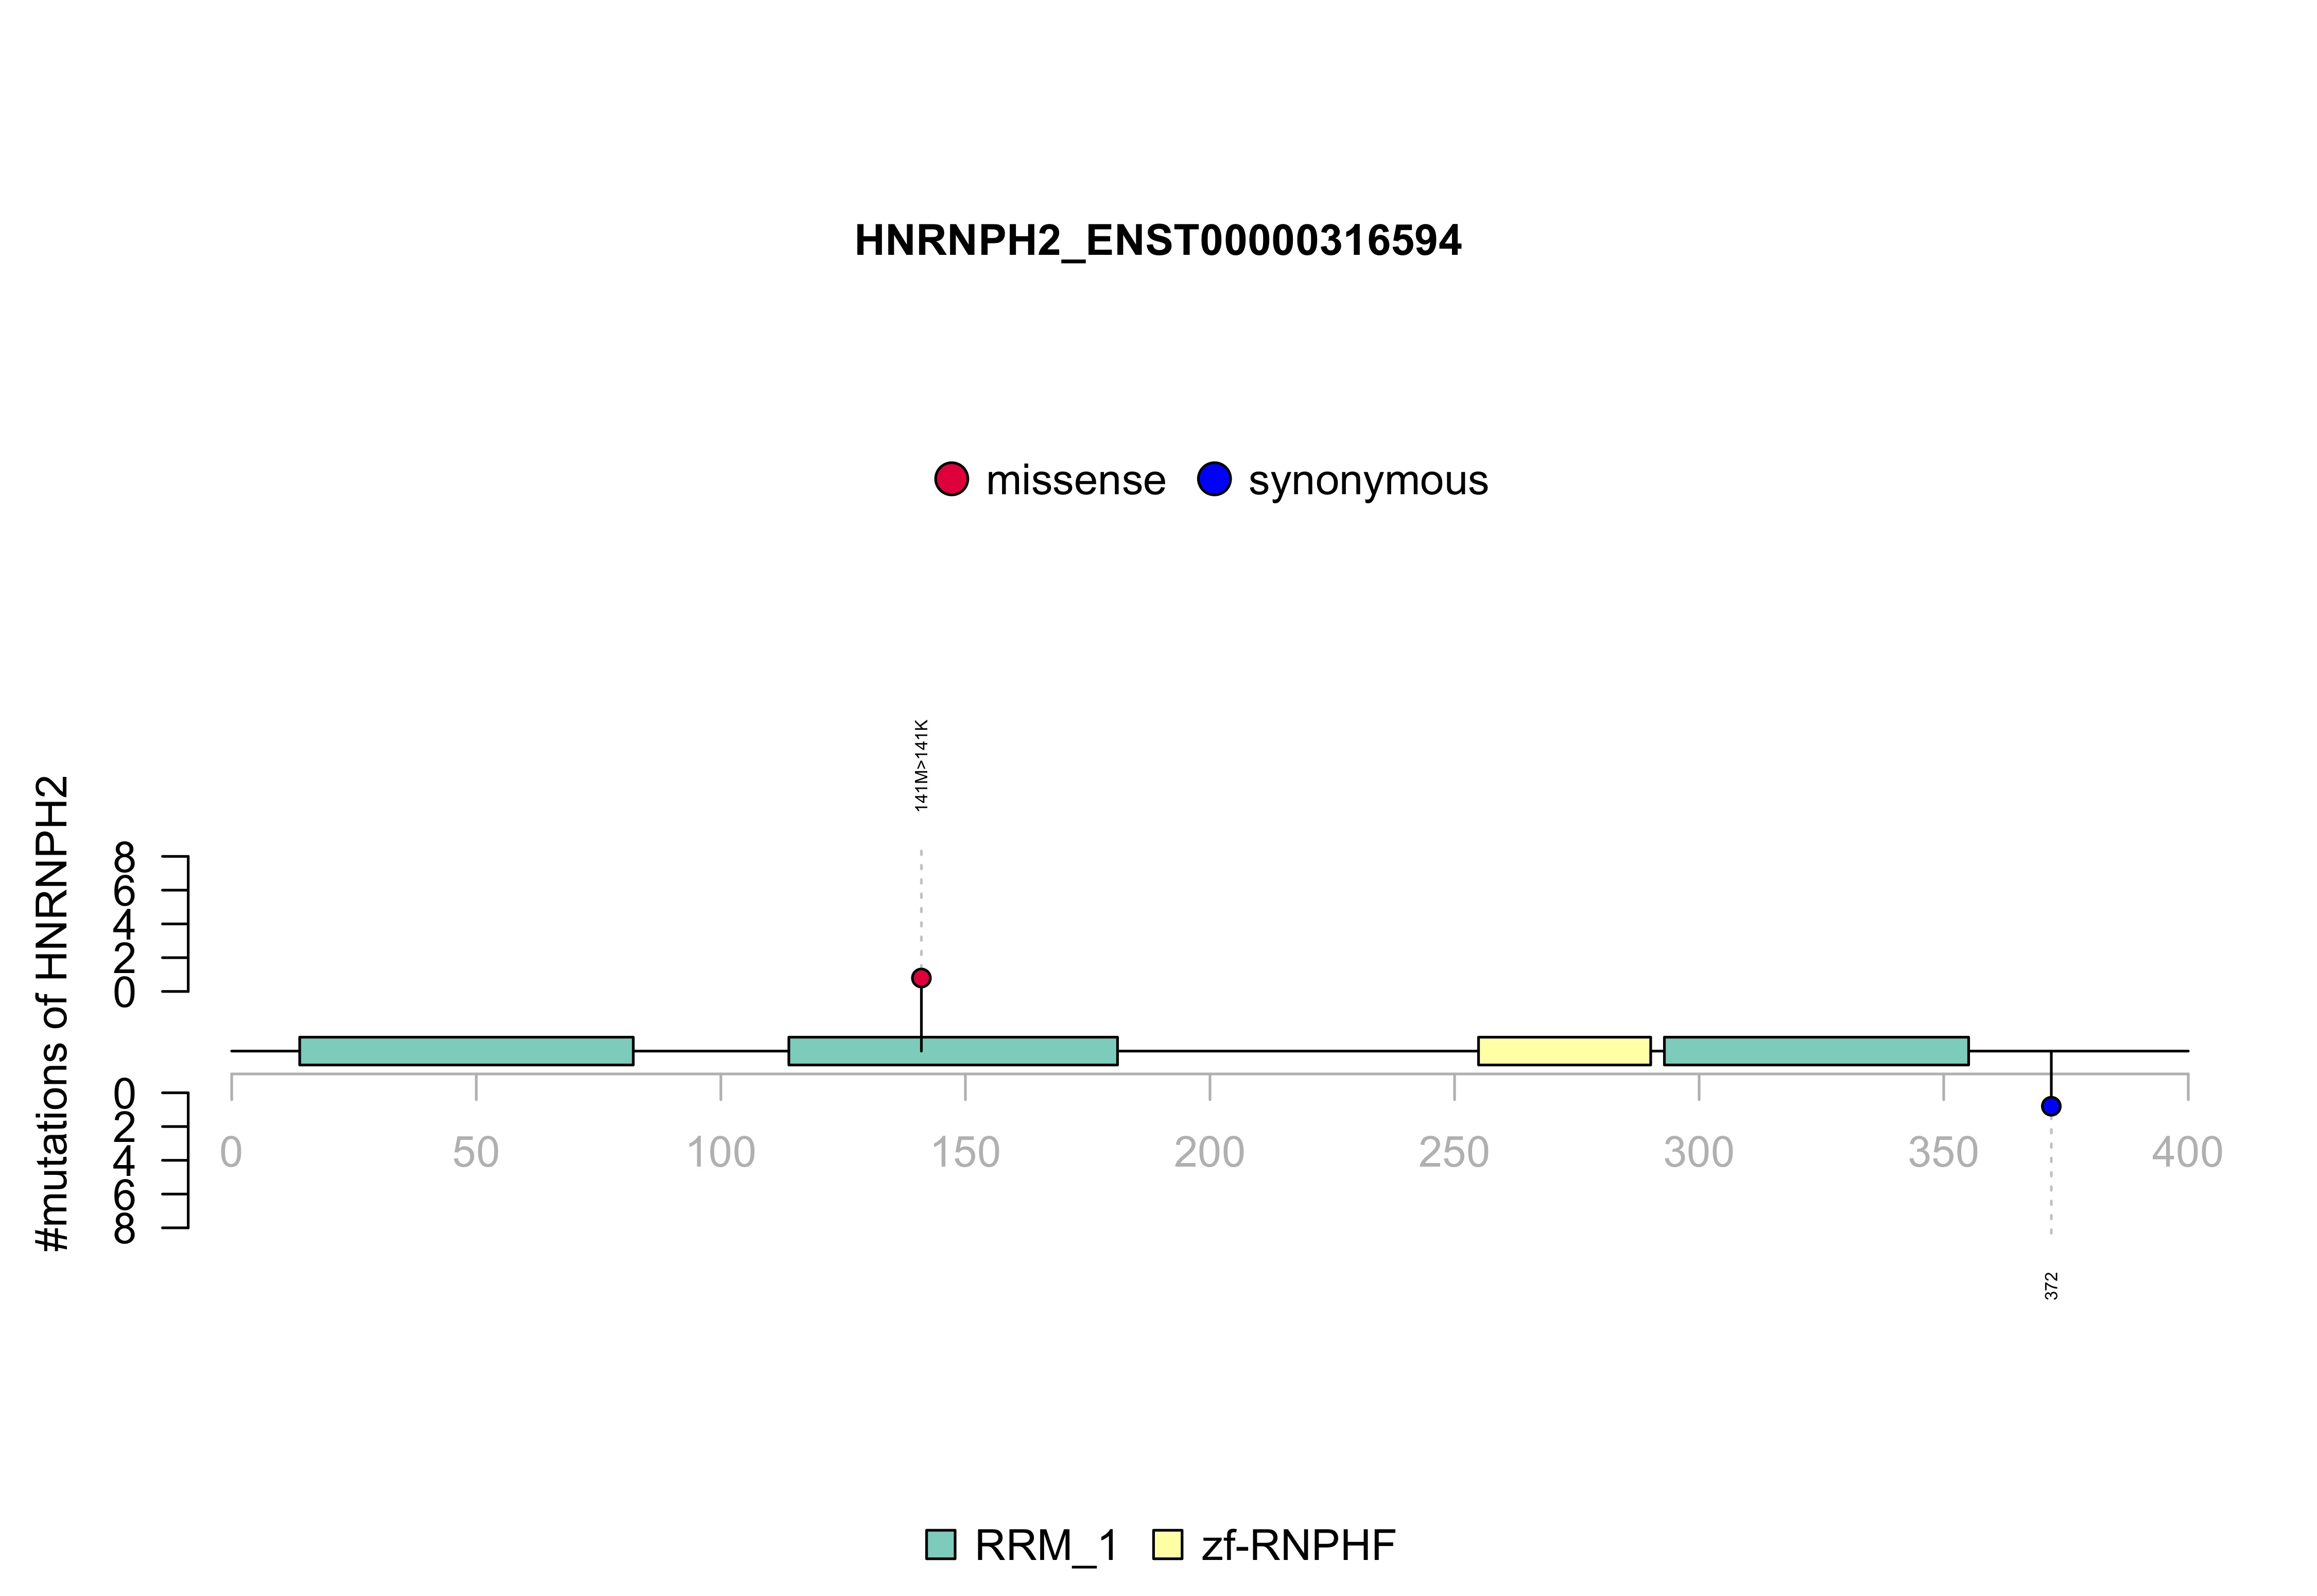 HNRNPH2_ENST00000316594
missense synonymous
141M>141K
#mutations of HNRNPH2
8
6
4
2
0
0
2
4
6
8
0 50 100 150 200 250 300 350 400
372
RRM_1 zf-RNPHF